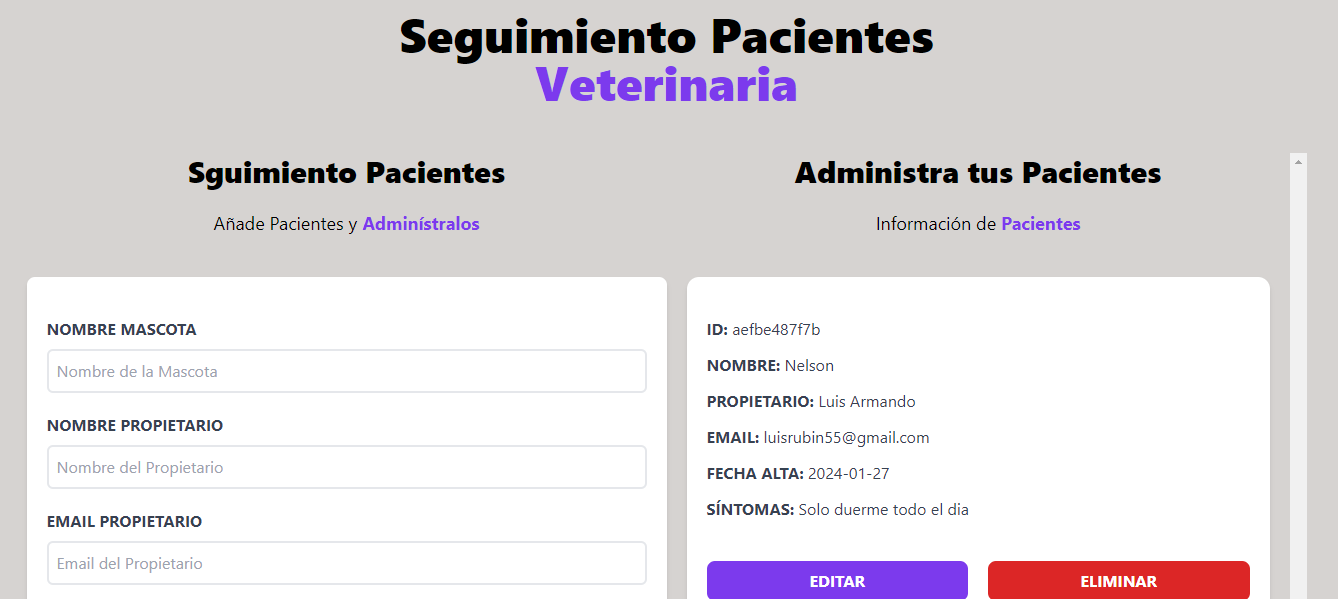 Seguimiento Pacientes
Veterinaria
Sguimiento Pacientes
Añade Pacientes y Adminístralos
NOMBRE MASCOTA
Nombre de la Mascota
NOMBRE PROPIETARIO
Nombre del Propietario
EMAIL PROPIETARIO
Email del Propietario
Administra tus Pacientes
Información de Pacientes
ID: aefbe487f7b
NOMBRE: Nelson
PROPIETARIO: Luis Armando
EMAIL: luisrubin55@gmail.com
FECHA ALTA: 2024-01-27
SÍNTOMAS: Solo duerme todo el dia
EDITAR
ELIMINAR